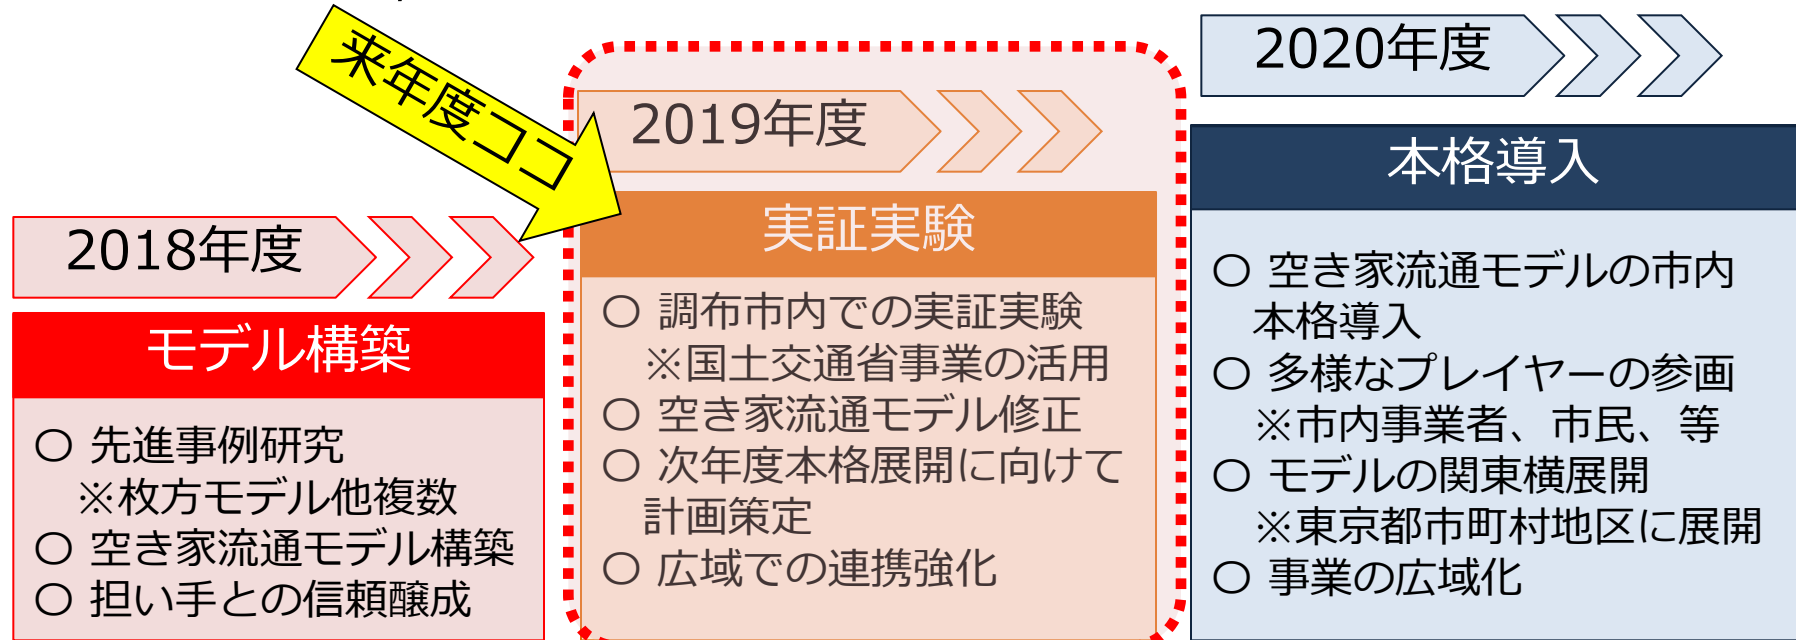 来年度ココ
2018年度
モデル構築
〇 先進事例研究
※枚方モデル他複数
〇 空き家流通モデル構築
〇 担い手との信頼醸成
2019年度
実証実験
〇 調布市内での実証実験
※国土交通省事業の活用
〇 空き家流通モデル修正
〇 次年度本格展開に向けて
計画策定
〇 広域での連携強化
2020年度
本格導入
〇 空き家流通モデルの市内
本格導入
〇 多様なプレイヤーの参画
※市内事業者、市民、等
〇 モデルの関東横展開
※東京都市町村地区に展開
〇 事業の広域化